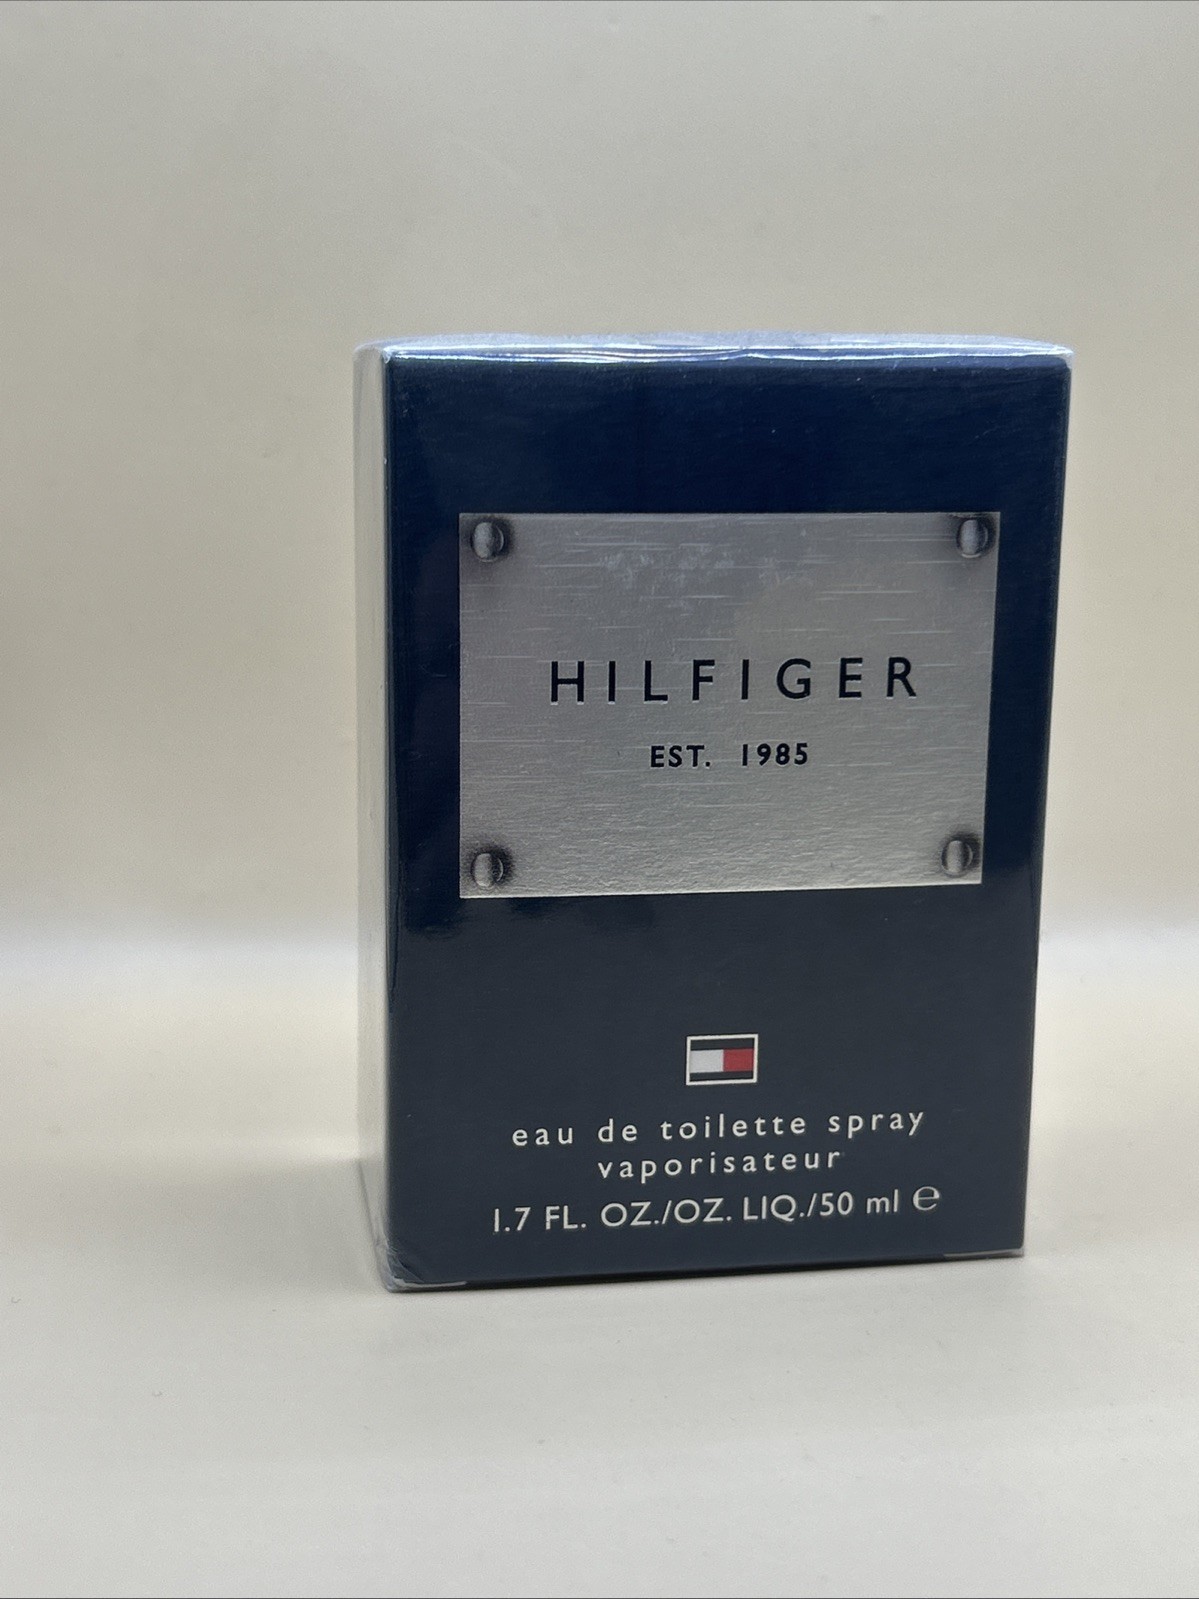 HILFIGER
EST. 1985
eau de toilette spray
vaporisateur
1.7 FL. OZ./OZ. LIQ./50 ml ℮